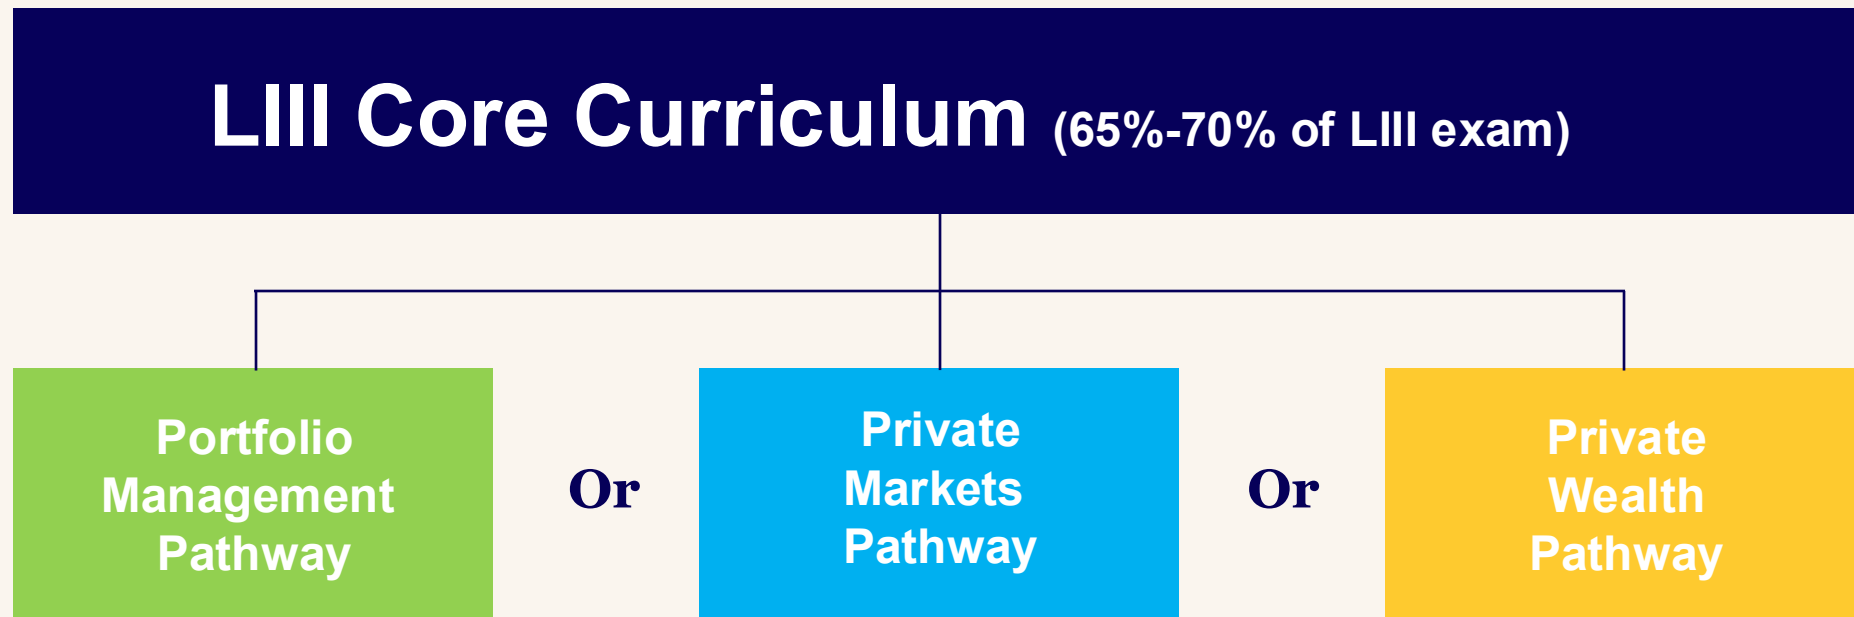 LIII Core Curriculum (65%-70% of LIII exam)
Portfolio
Management
Pathway
Or
Private
Markets
Pathway
Or
Private
Wealth
Pathway